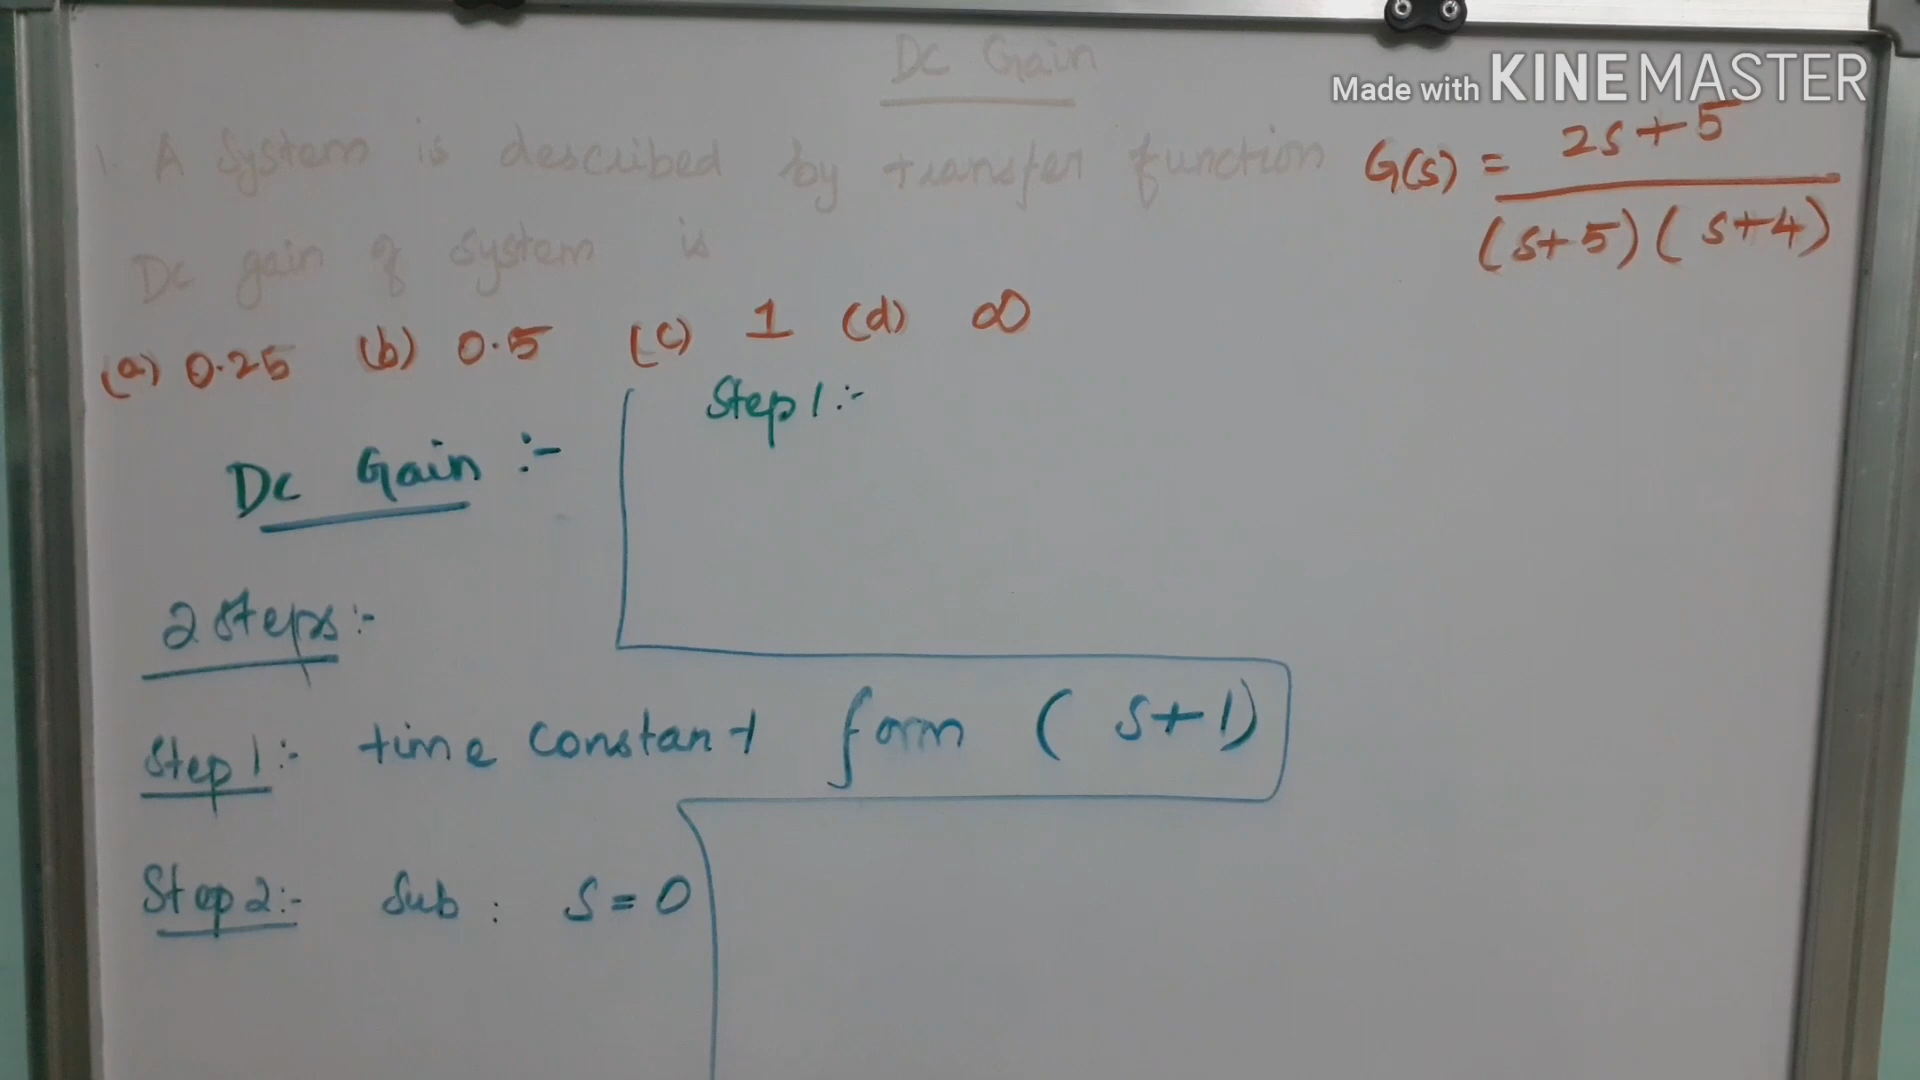 Dc Gain
Made with KINEMASTER
1. A System is described by transfer function G(s) = 2s+5
(s+5)( s+4)
Dc gain of system is
(a) 0.25 (b) 0.5 (c) 1 (d) ∞
Step 1:-
Dc Gain :-
2 Steps:-
Step 1:- time constant form ( s+1)
Step 2:- Sub : s = 0